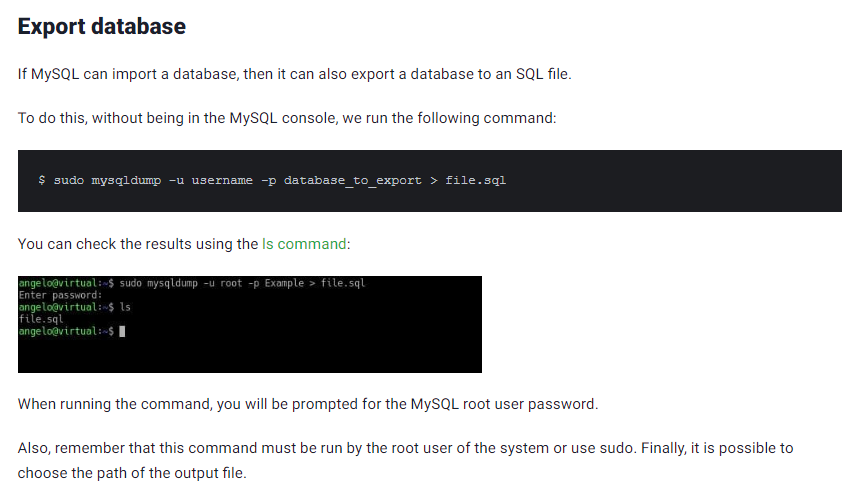 Export database
If MySQL can import a database, then it can also export a database to an SQL file.
To do this, without being in the MySQL console, we run the following command:
$ sudo mysqldump -u username -p database_to_export > file.sql
You can check the results using the ls command:
angelo@virtual:~$ sudo mysqldump -u root -p Example > file.sql
Enter password:
angelo@virtual:~$ ls
file.sql
angelo@virtual:~$
When running the command, you will be prompted for the MySQL root user password.
Also, remember that this command must be run by the root user of the system or use sudo. Finally, it is possible to
choose the path of the output file.